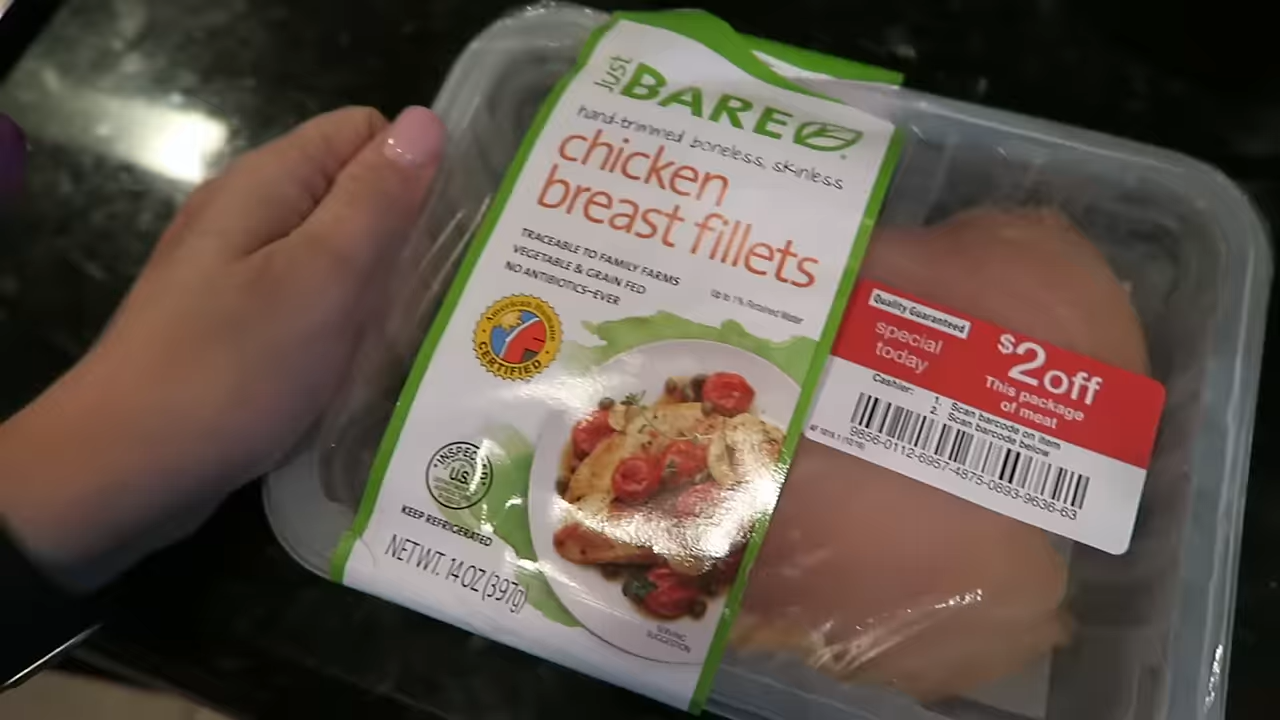 just
BARE
hand-trimmed boneless, skinless
chicken
breast fillets
TRACEABLE TO FAMILY FARMS
VEGETABLE & GRAIN FED
NO ANTIBIOTICS-EVER
Up to 1% Retained Water
American Humane
CERTIFIED
U.S.
KEEP REFRIGERATED
NET WT. 14 OZ (397g)
SERVING
SUGGESTION
Quality Guaranteed
special
today
$2 off
This package
of meat
Cashier: 1. Scan barcode on item
2. Scan barcode below
9856-0112-6957-4875-0893-9636-63